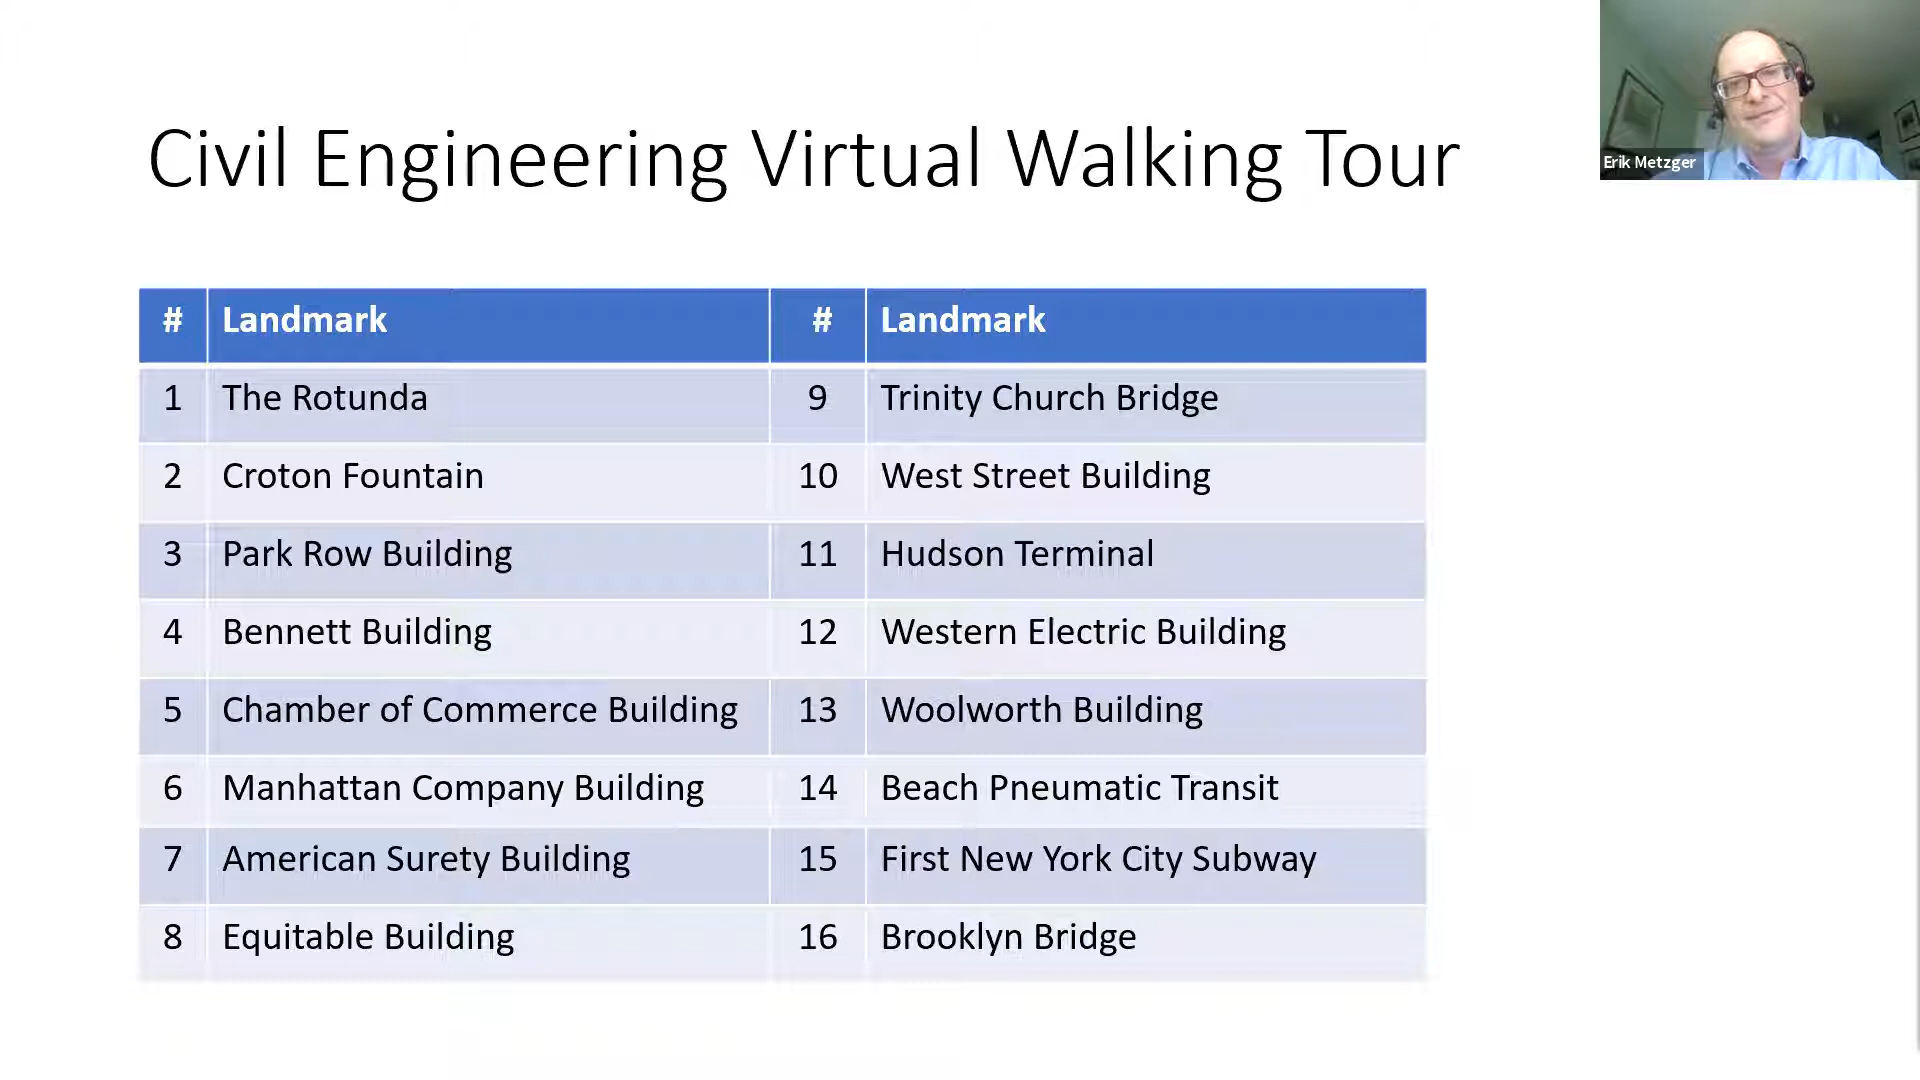 Civil Engineering Virtual Walking Tour
Erik Metzger
# Landmark # Landmark
1 The Rotunda 9 Trinity Church Bridge
2 Croton Fountain 10 West Street Building
3 Park Row Building 11 Hudson Terminal
4 Bennett Building 12 Western Electric Building
5 Chamber of Commerce Building 13 Woolworth Building
6 Manhattan Company Building 14 Beach Pneumatic Transit
7 American Surety Building 15 First New York City Subway
8 Equitable Building 16 Brooklyn Bridge